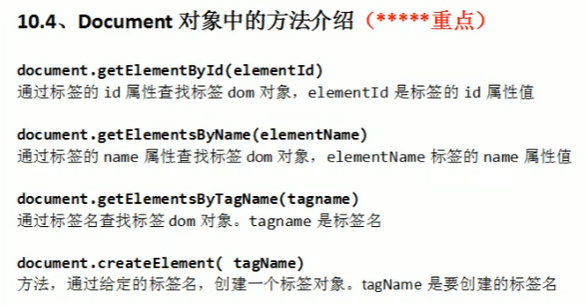 10.4、Document 对象中的方法介绍（*****重点）
document.getElementById(elementId)
通过标签的 id 属性查找标签 dom 对象，elementId 是标签的 id 属性值
document.getElementsByName(elementName)
通过标签的 name 属性查找标签 dom 对象，elementName 标签的 name 属性值
document.getElementsByTagName(tagname)
通过标签名查找标签 dom 对象。tagname 是标签名
document.createElement( tagName)
方法，通过给定的标签名，创建一个标签对象。tagName 是要创建的标签名